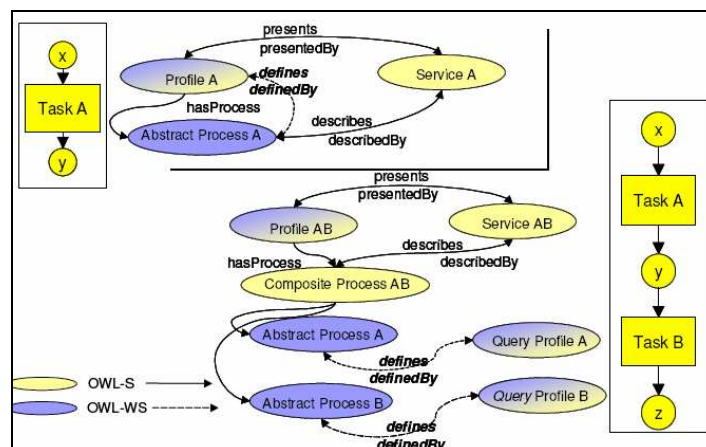 x
Task A
y
presents
presentedBy
Profile A
Service A
defines
definedBy
hasProcess
Abstract Process A
describes
describedBy
presents
presentedBy
Profile AB
Service AB
describes
describedBy
hasProcess
Composite Process AB
Abstract Process A
Query Profile A
defines
definedBy
Abstract Process B
Query Profile B
defines
definedBy
OWL-S
OWL-WS
x
Task A
y
Task B
z